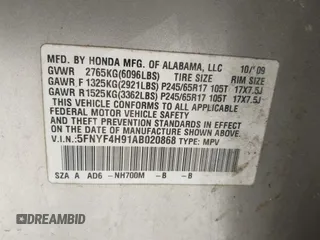 MFD. BY HONDA MFG. OF ALABAMA, LLC 10/'09
GVWR 2765KG(6096LBS) TIRE SIZE RIM SIZE
GAWR F 1325KG(2921LBS) P245/65R17 105T 17X7.5J
GAWR R 1525KG(3362LBS) P245/65R17 105T 17X7.5J
THIS VEHICLE CONFORMS TO ALL APPLICABLE
FEDERAL MOTOR VEHICLE SAFETY AND THEFT
PREVENTION STANDARDS IN EFFECT ON THE DATE
OF MANUFACTURE SHOWN ABOVE.
V.I.N.: 5FNYF4H91AB020868 TYPE: MPV
SZA A AD6 -NH700M -B -B